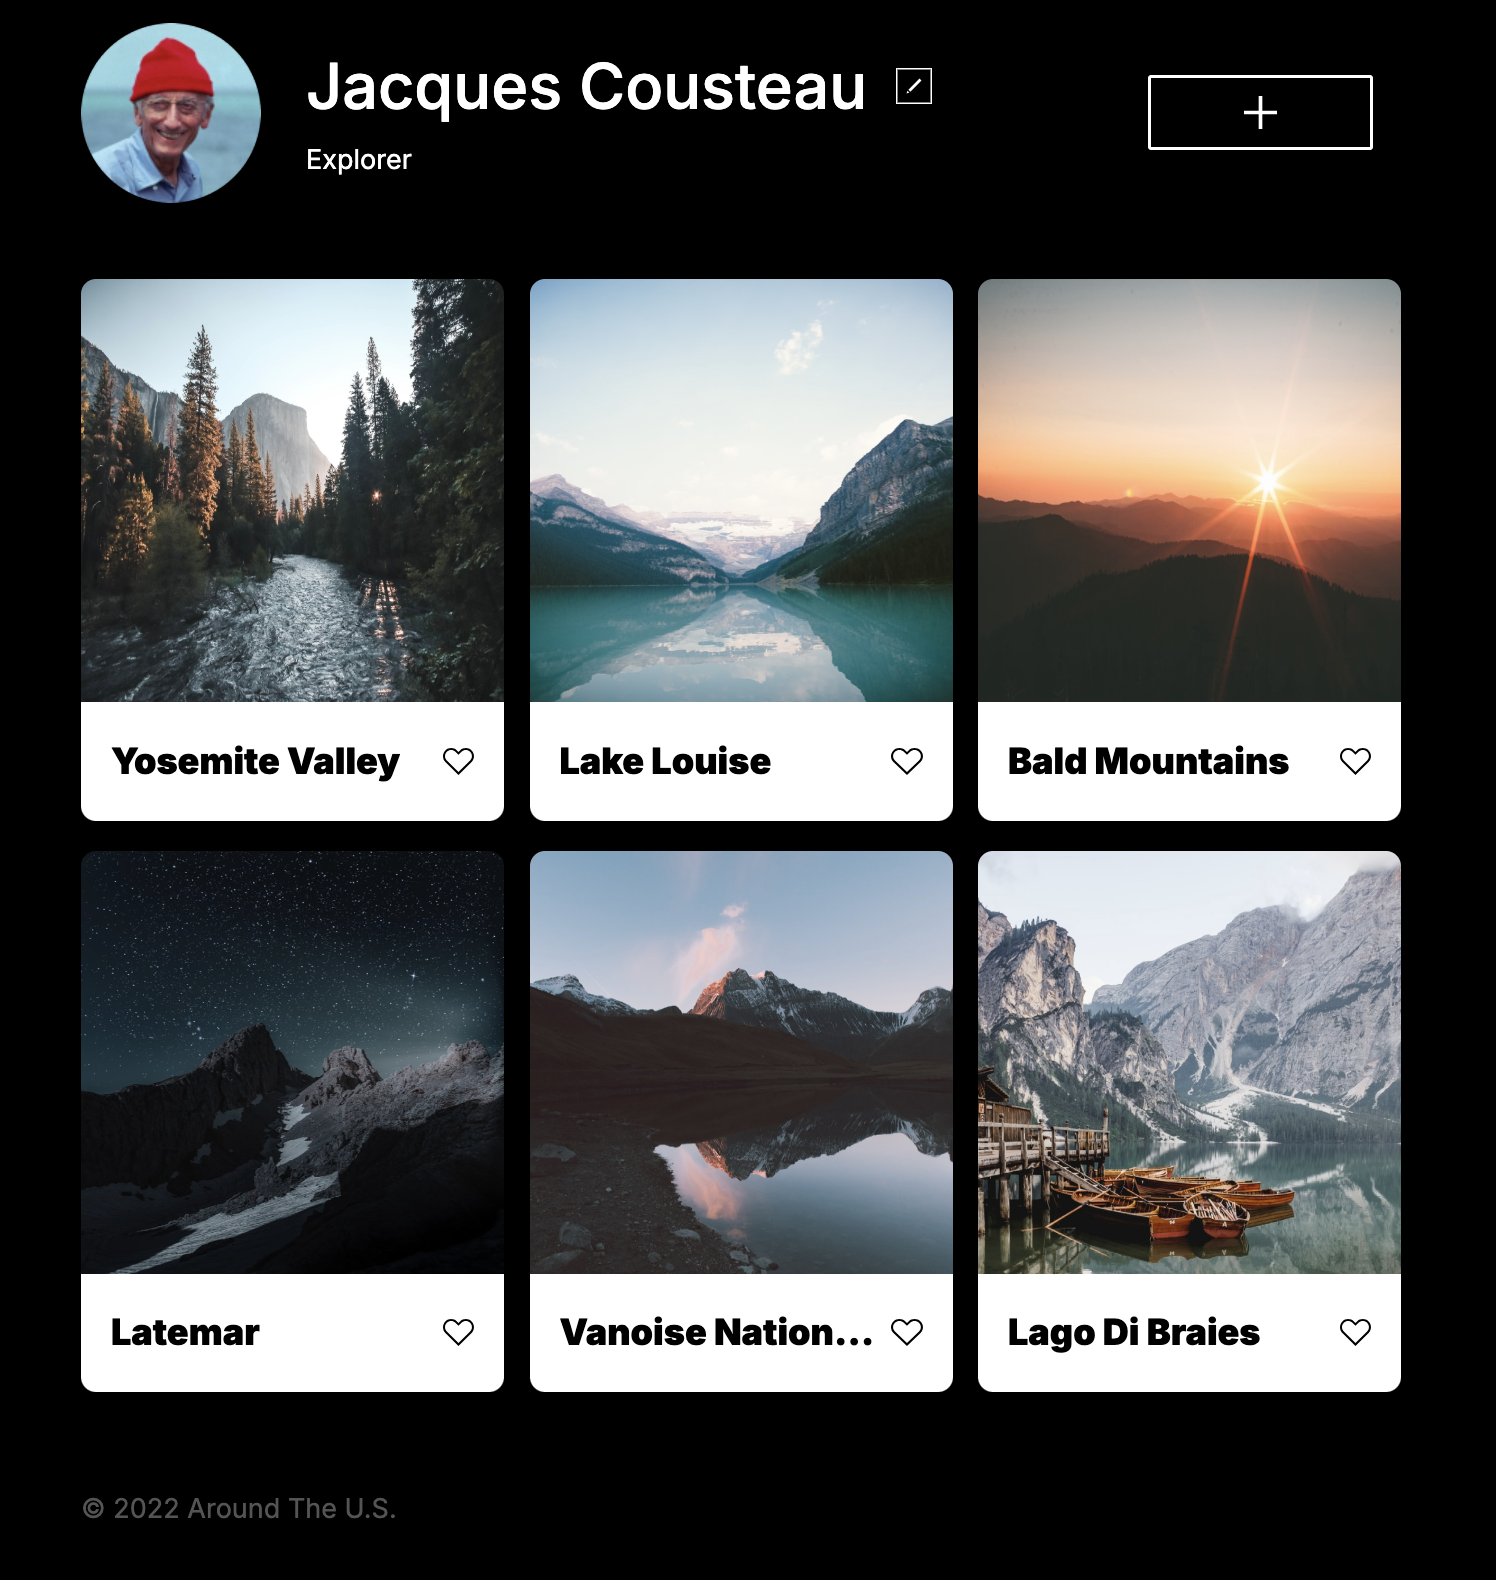 Jacques Cousteau
Explorer
Yosemite Valley
Lake Louise
Bald Mountains
Latemar
Vanoise Nation...
Lago Di Braies
© 2022 Around The U.S.